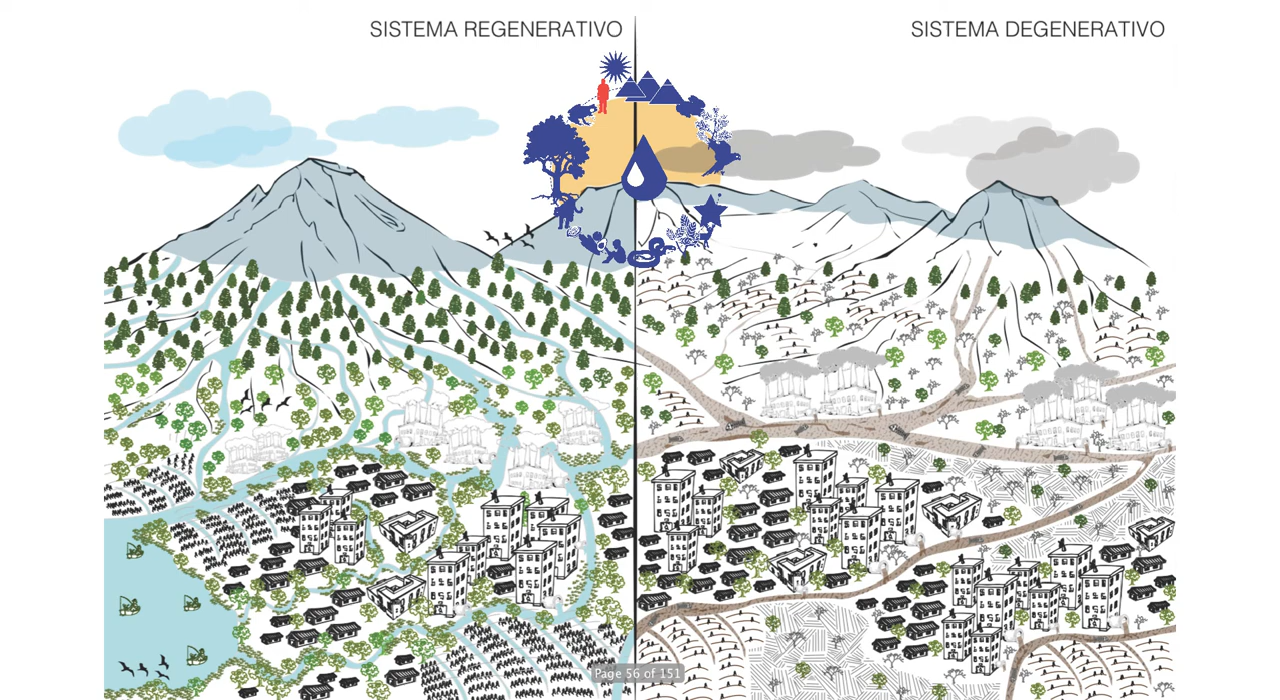 SISTEMA REGENERATIVO
SISTEMA DEGENERATIVO
Page 56 of 151